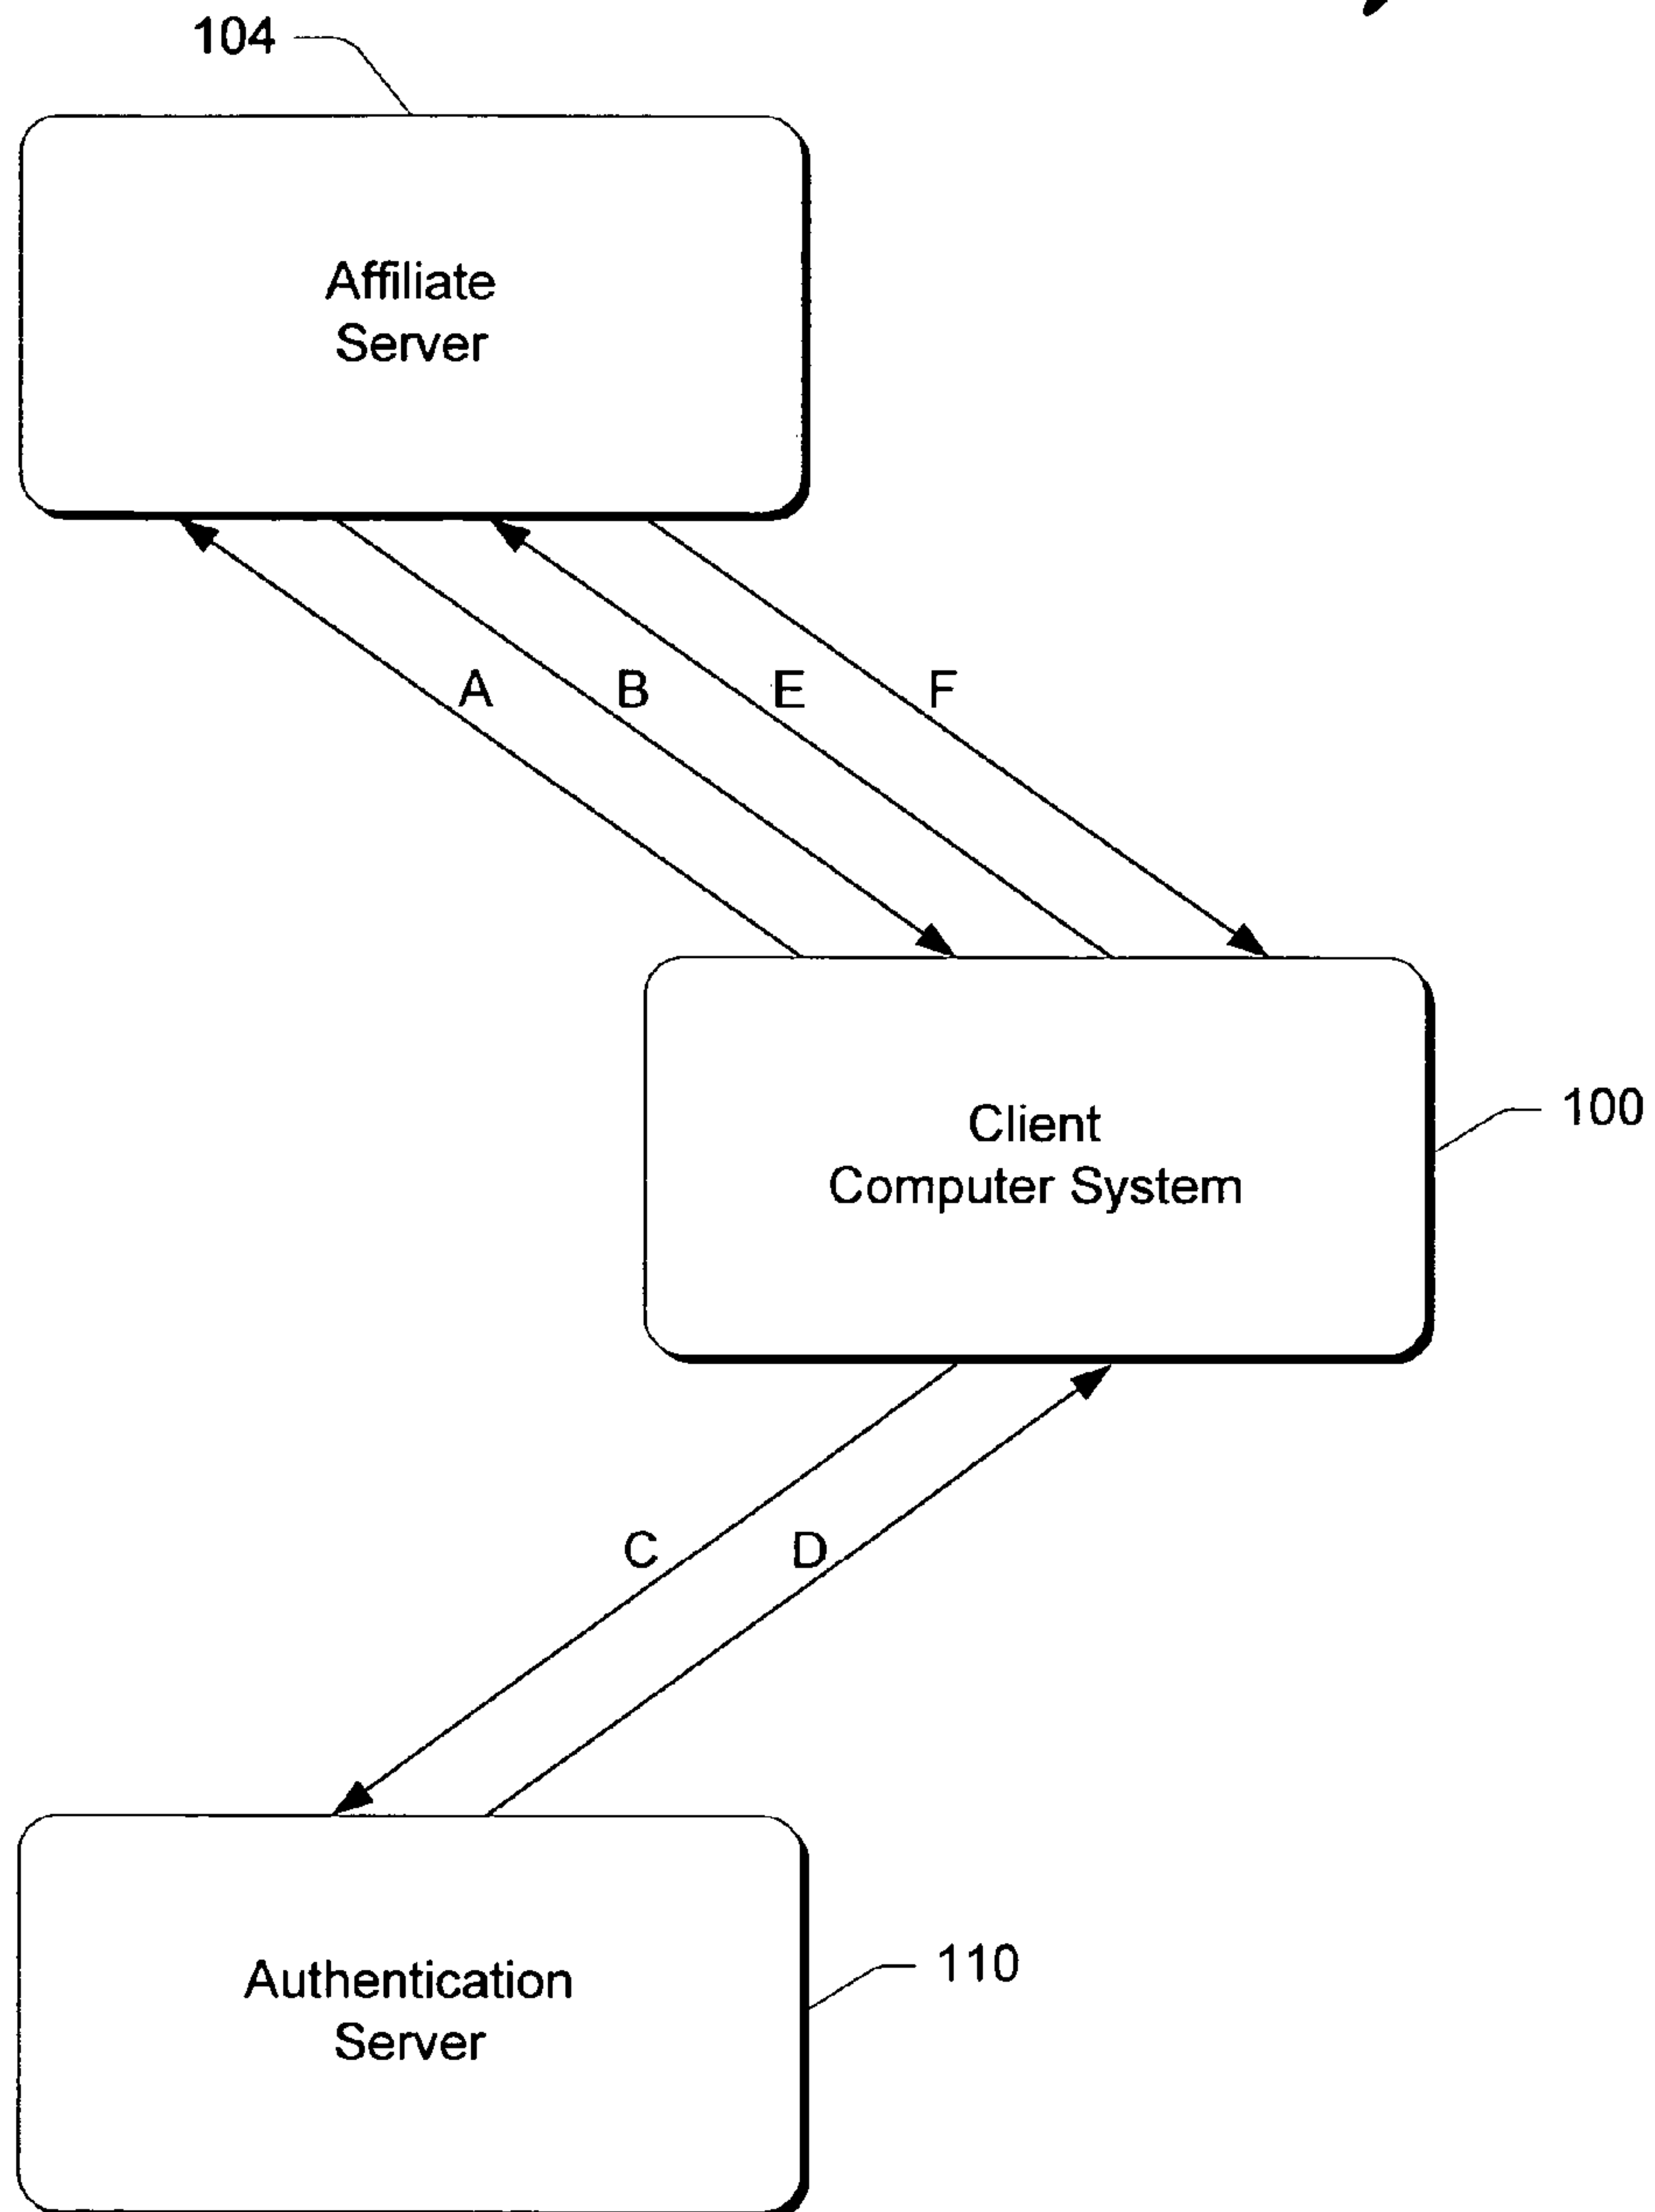 104
Affiliate
Server
A
B
E
F
Client
Computer System
100
C
D
Authentication
Server
110